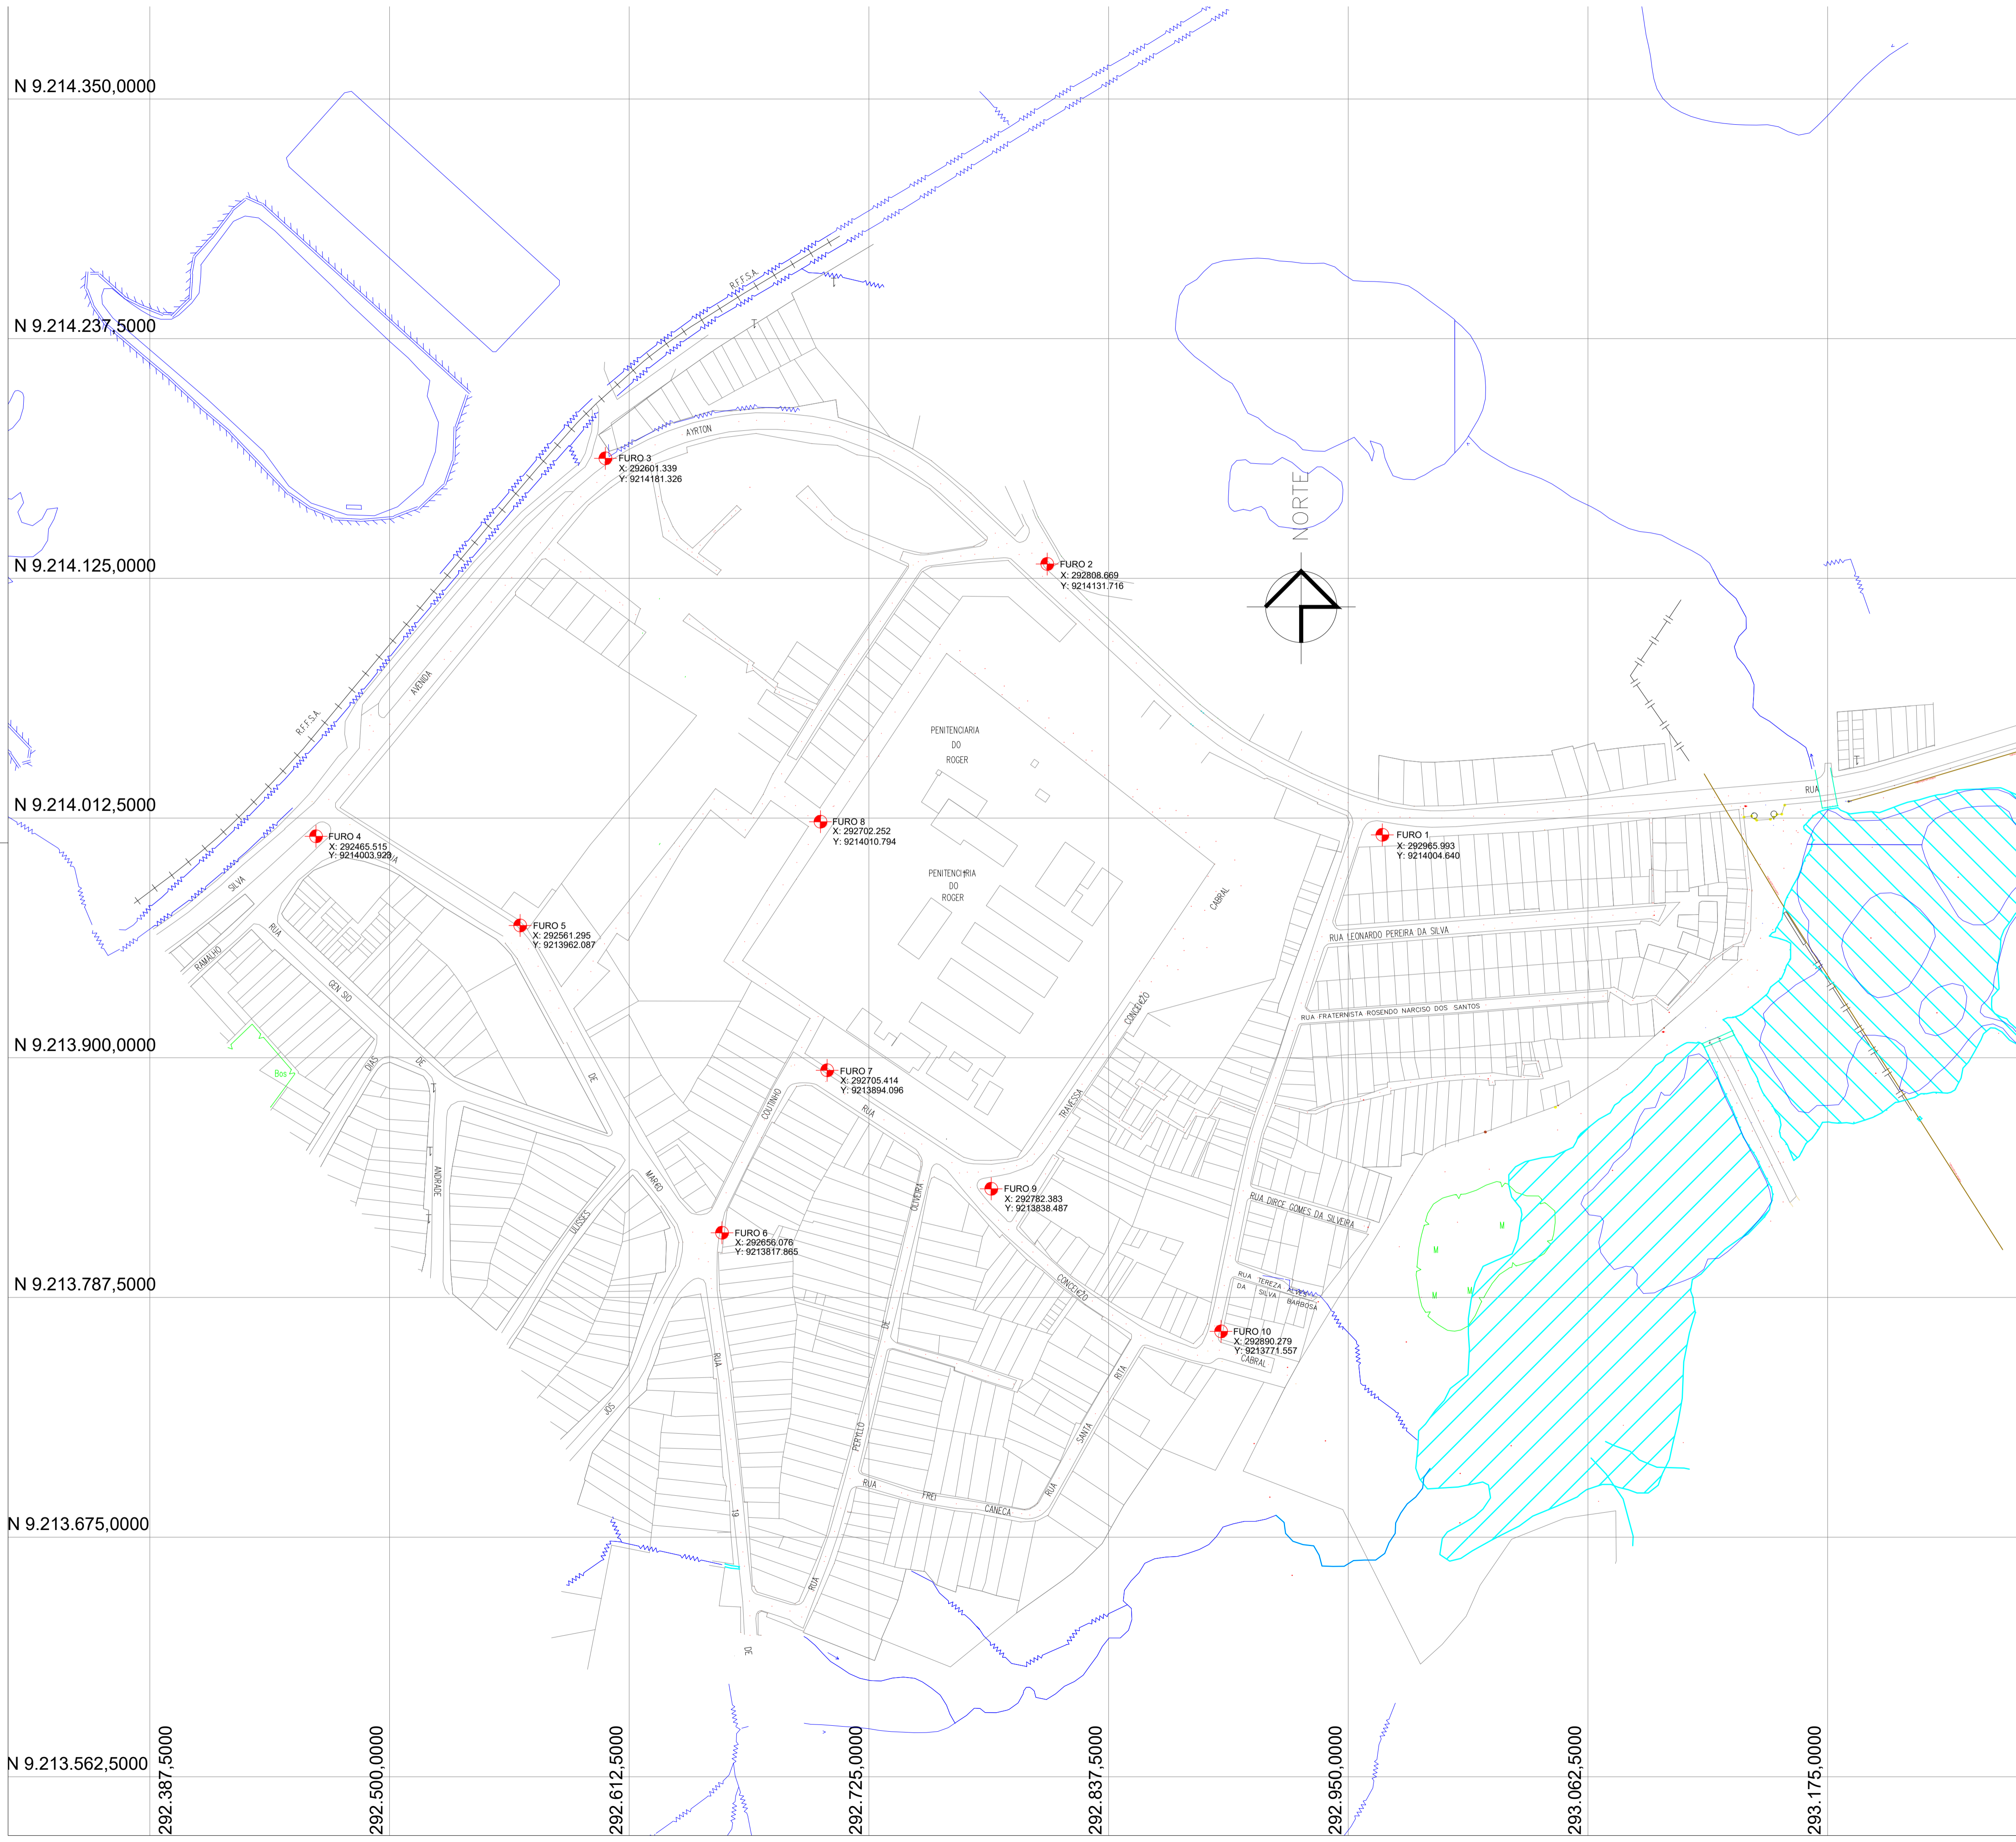 N 9.214.350,0000
R.F.F.S.A.
N 9.214.237,5000
AYRTON
FURO 3
X: 292601.339
Y: 9214181.326
NORTE
N 9.214.125,0000
FURO 2
X: 292808.669
Y: 9214131.716
AVENIDA
R.F.F.S.A.
PENITENCIARIA
DO
ROGER
RUA
N 9.214.012,5000
FURO 4
X: 292465.515
Y: 9214003.923
FURO 8
X: 292702.252
Y: 9214010.794
FURO 1
X: 292965.993
Y: 9214004.640
SILVA
PENITENCIARIA
DO
ROGER
CABRAL
FURO 5
X: 292561.295
Y: 9213962.087
RUA
RAMALHO
RUA LEONARDO PEREIRA DA SILVA
GEN SIO
CONCEI€ZO
RUA FRATERNISTA ROSENDO NARCISO DOS SANTOS
N 9.213.900,0000
DIAS
DE
Bos
DE
FURO 7
X: 292705.414
Y: 9213894.096
COUTINHO
RUA
TRAVESSA
ANDRADE
MAR€O
OLIVEIRA
FURO 9
X: 292782.383
Y: 9213838.487
RUA DIRCE GOMES DA SILVEIRA
ULISSES
FURO 6
X: 292656.076
Y: 9213817.865
M
M
M
M
N 9.213.787,5000
CONCEI€ZO
RUA TEREZA ALVES
DA SILVA BARBOSA
DE
FURO 10
X: 292890.279
Y: 9213771.557
CABRAL
RUA
RITA
JOS
PERYLLO
SANTA
RUA
FREI
CANECA
RUA
19
N 9.213.675,0000
RUA
DE
N 9.213.562,5000
292.387,5000
292.500,0000
292.612,5000
292.725,0000
292.837,5000
292.950,0000
293.062,5000
293.175,0000